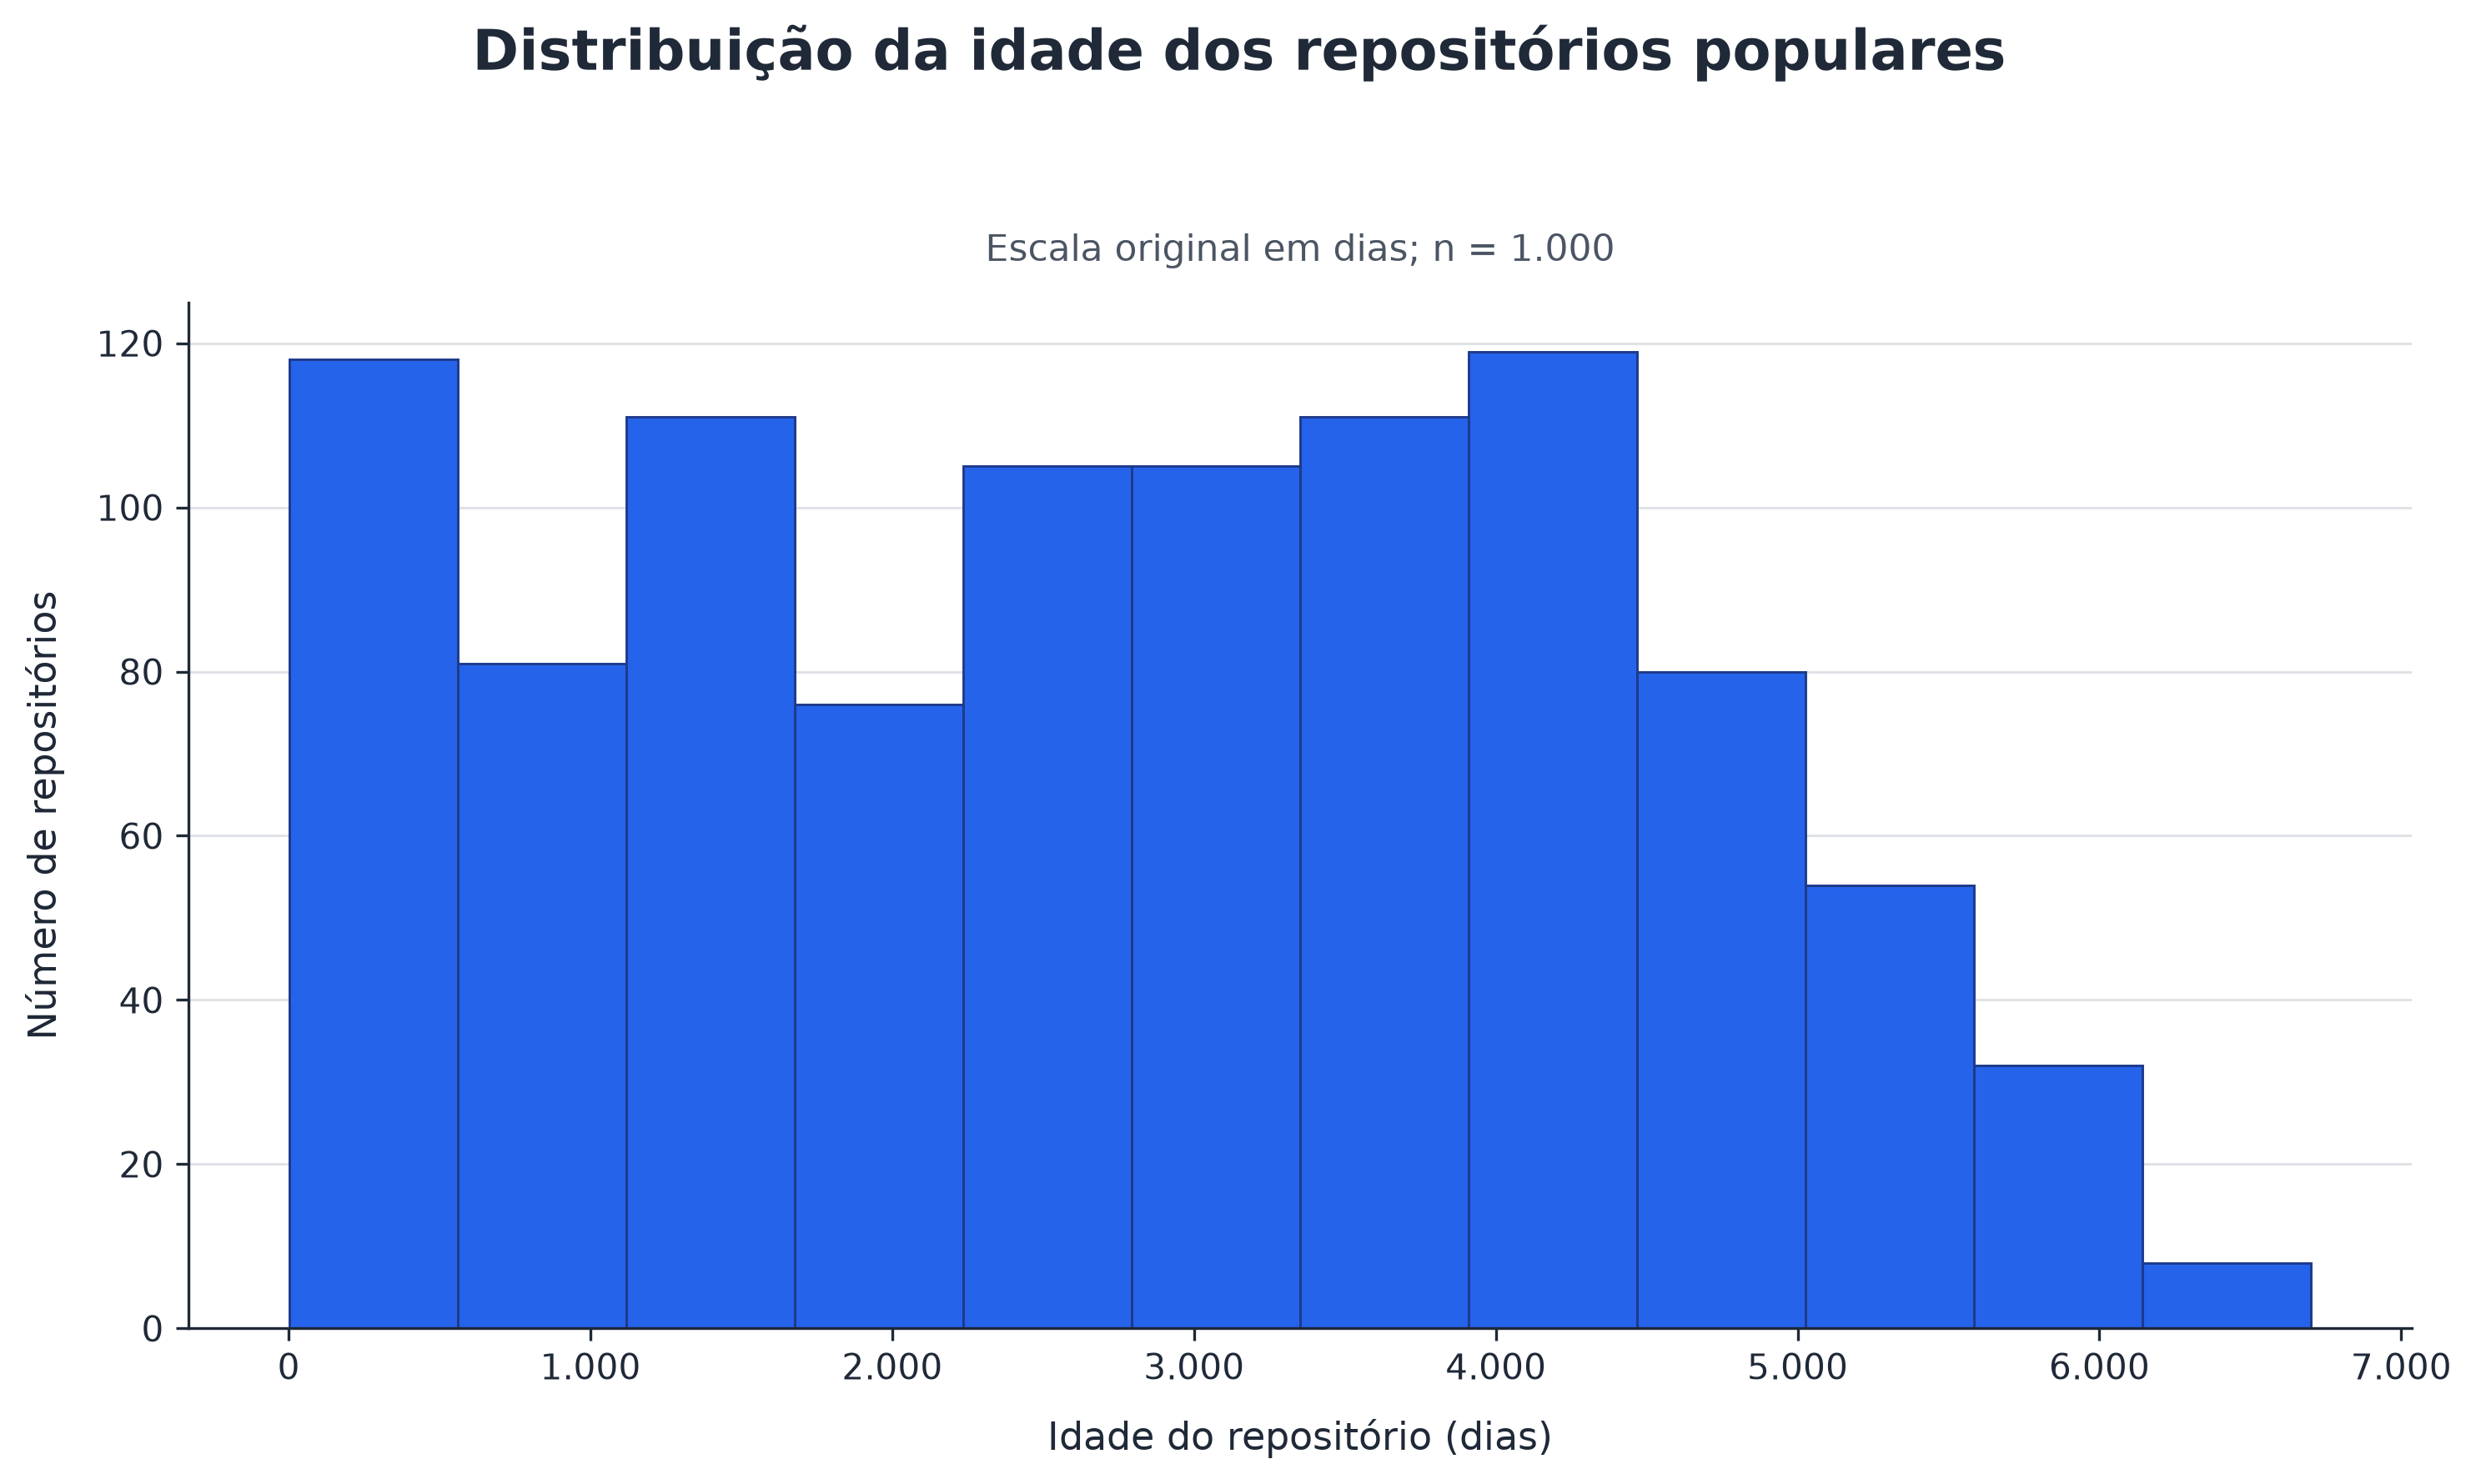 Distribuição da idade dos repositórios populares
Escala original em dias; n = 1.000
Número de repositórios
120
100
80
60
40
20
0
0 1.000 2.000 3.000 4.000 5.000 6.000 7.000
Idade do repositório (dias)